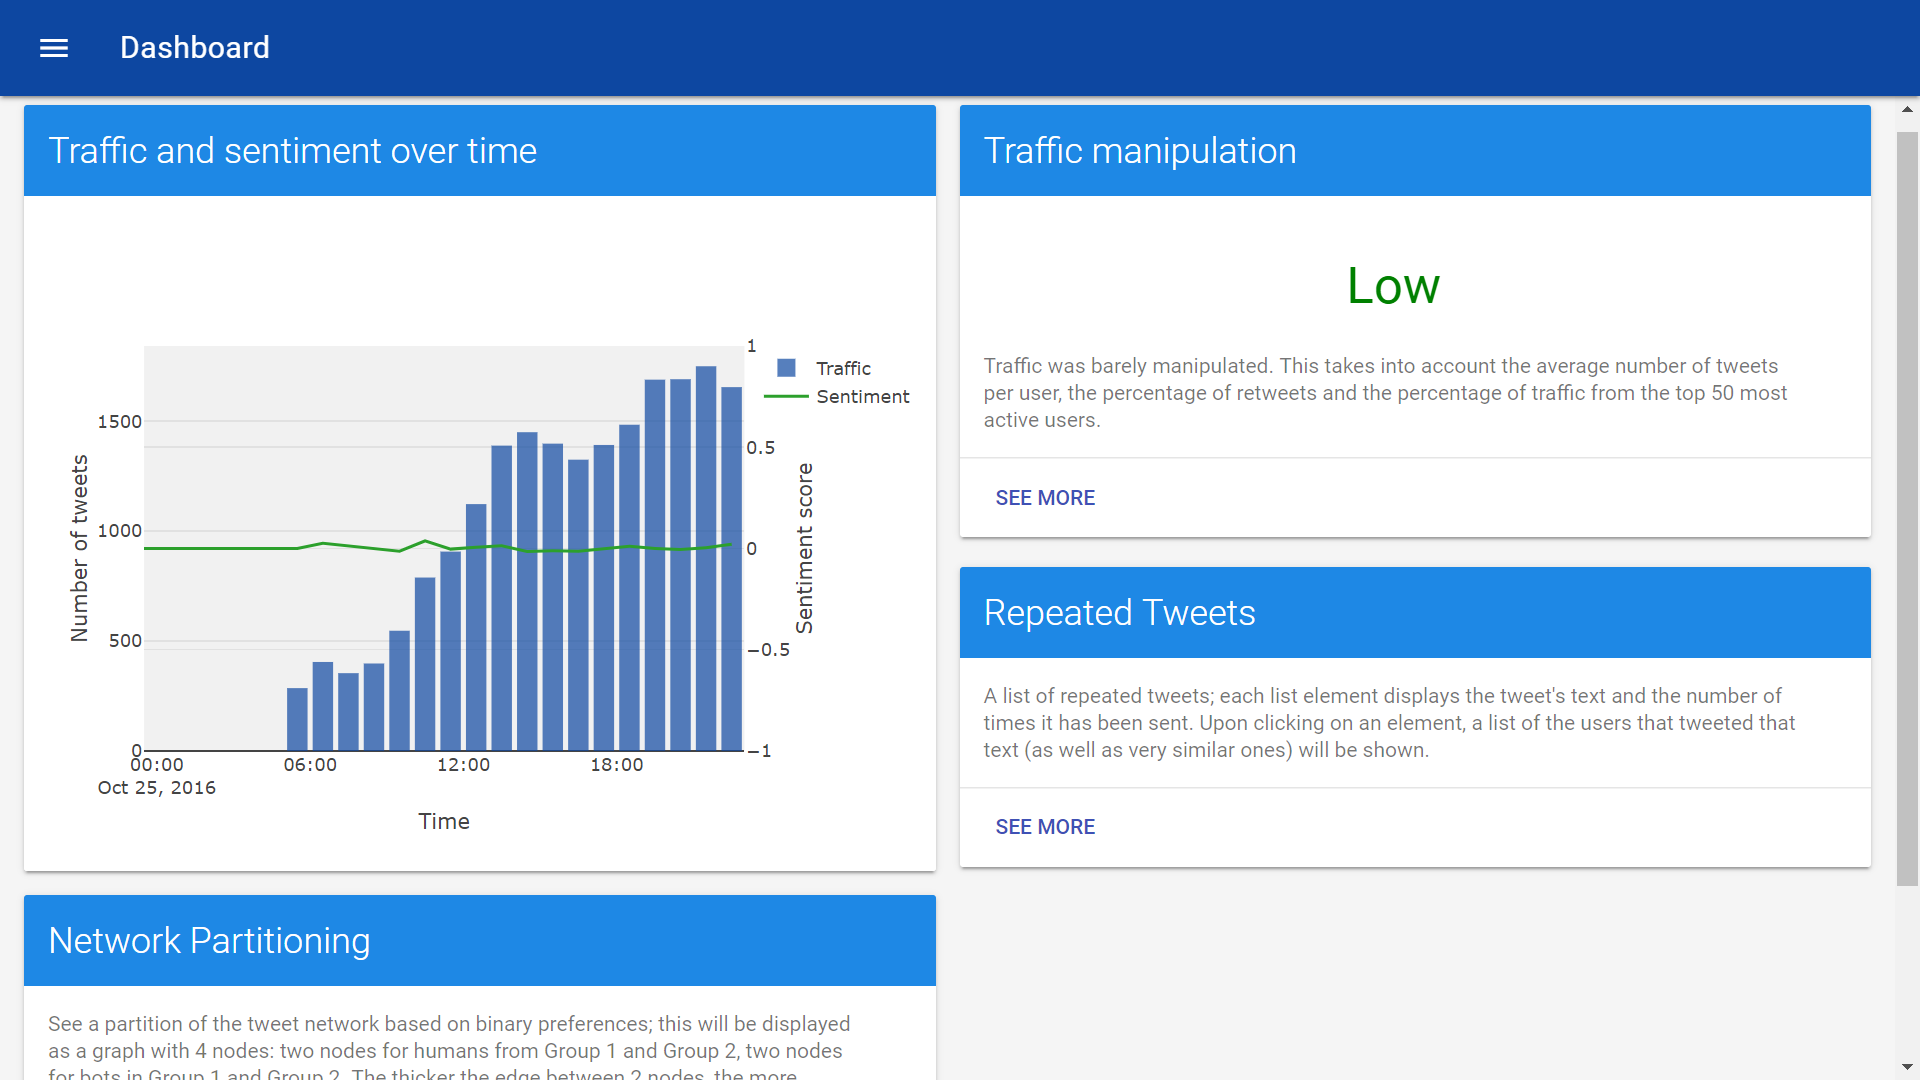 Dashboard
Traffic and sentiment over time
1
Traffic
Sentiment
1500
0.5
1000
0
500
−0.5
0
−1
Number of tweets
Sentiment score
00:00
06:00
12:00
18:00
Oct 25, 2016
Time
Traffic manipulation
Low
Traffic was barely manipulated. This takes into account the average number of tweets
per user, the percentage of retweets and the percentage of traffic from the top 50 most
active users.
SEE MORE
Repeated Tweets
A list of repeated tweets; each list element displays the tweet's text and the number of
times it has been sent. Upon clicking on an element, a list of the users that tweeted that
text (as well as very similar ones) will be shown.
SEE MORE
Network Partitioning
See a partition of the tweet network based on binary preferences; this will be displayed
as a graph with 4 nodes: two nodes for humans from Group 1 and Group 2, two nodes
for bots in Group 1 and Group 2. The thicker the edge between 2 nodes, the more